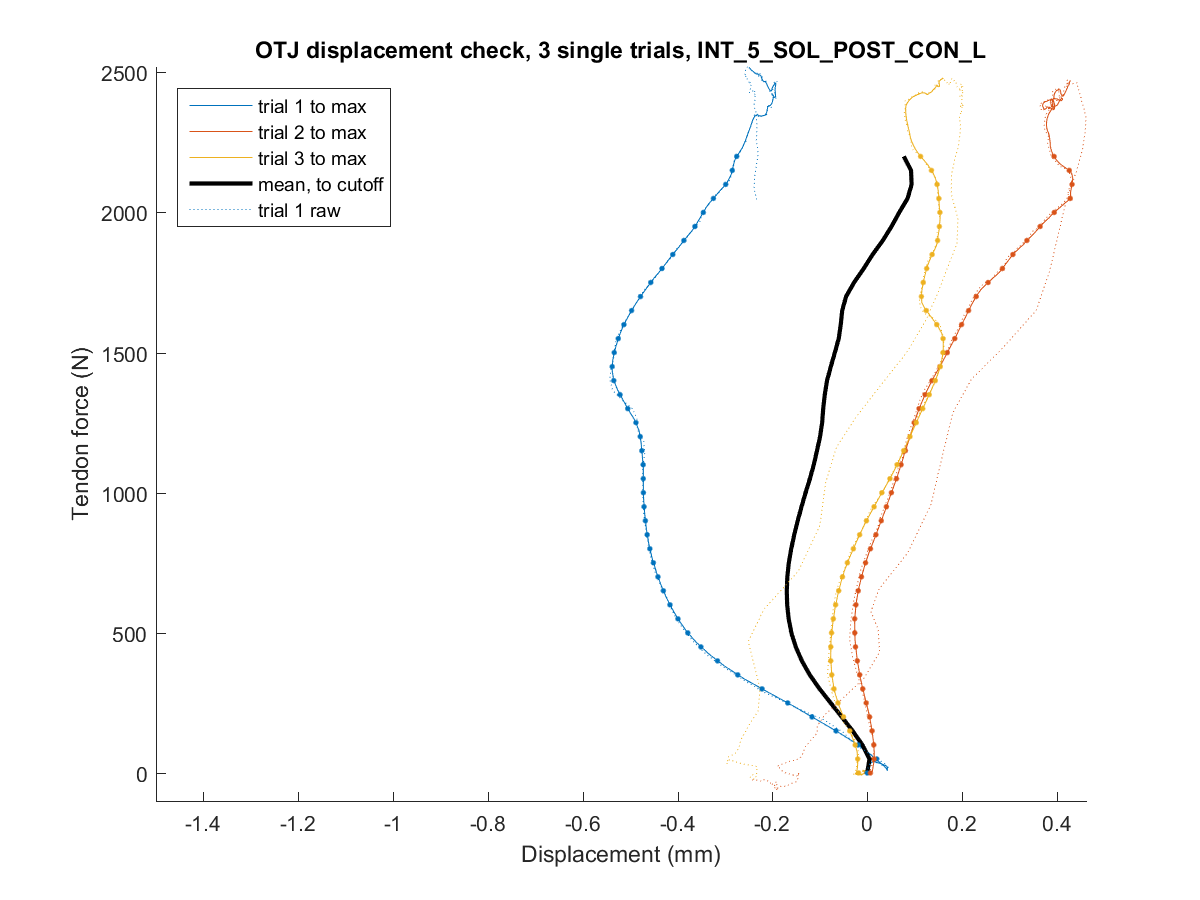 OTJ displacement check, 3 single trials, INT_5_SOL_POST_CON_L
2500
2000
1500
1000
500
0
Tendon force (N)
trial 1 to max
trial 2 to max
trial 3 to max
mean, to cutoff
trial 1 raw
-1.4 -1.2 -1 -0.8 -0.6 -0.4 -0.2 0 0.2 0.4
Displacement (mm)